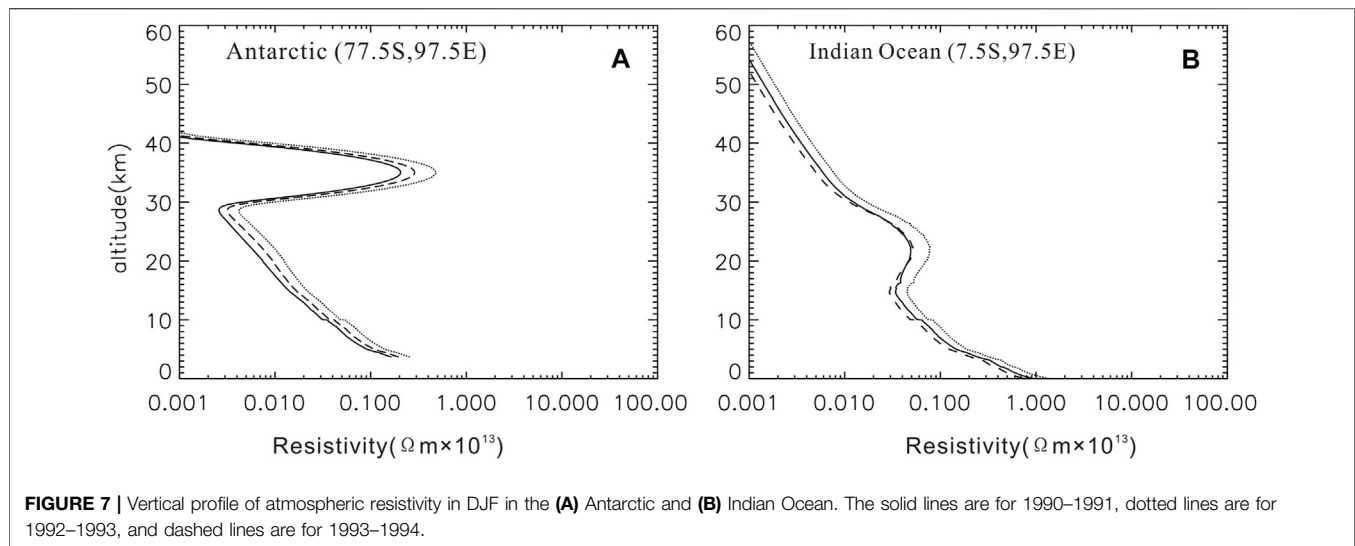 60
50
40
30
20
10
0
altitude(km)
Antarctic (77.5S,97.5E)
A
0.001 0.010 0.100 1.000 10.000 100.00
Resistivity(Ω m×10¹³)
60
50
40
30
20
10
0
Indian Ocean (7.5S,97.5E)
B
0.001 0.010 0.100 1.000 10.000 100.00
Resistivity(Ω m×10¹³)
FIGURE 7 | Vertical profile of atmospheric resistivity in DJF in the (A) Antarctic and (B) Indian Ocean. The solid lines are for 1990–1991, dotted lines are for
1992–1993, and dashed lines are for 1993–1994.